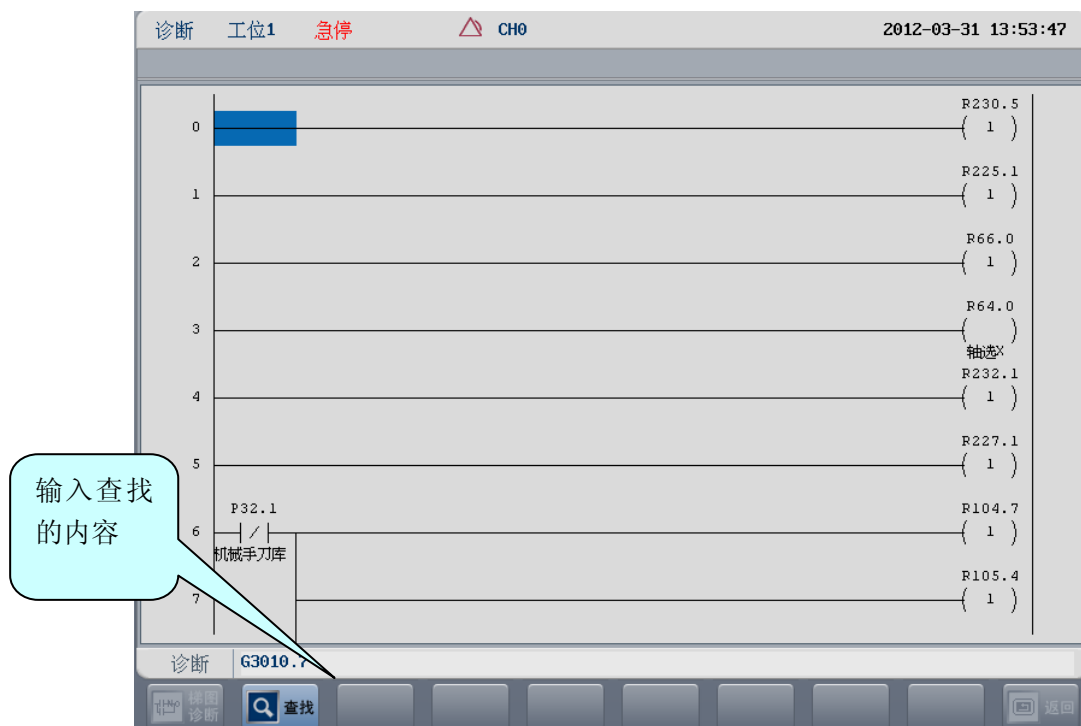 诊断 工位1 急停 CH0 2012-03-31 13:53:47
R230.5
0 ( 1 )
R225.1
1 ( 1 )
R66.0
2 ( 1 )
R64.0
3 ( )
轴选X
R232.1
4 ( 1 )
R227.1
5 ( 1 )
输入查找
的内容
P32.1 R104.7
6 ( 1 )
机械手刀库
R105.4
7 ( 1 )
诊断 G3010.7
梯图
诊断
查找
返回